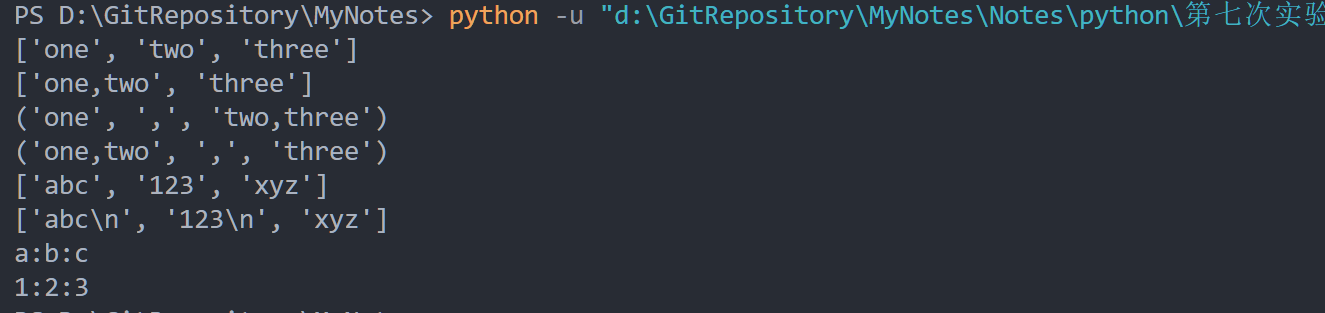 PS D:\GitRepository\MyNotes> python -u "d:\GitRepository\MyNotes\Notes\python\第七次实验
['one', 'two', 'three']
['one,two', 'three']
('one', ',', 'two,three')
('one,two', ',', 'three')
['abc', '123', 'xyz']
['abc\n', '123\n', 'xyz']
a:b:c
1:2:3